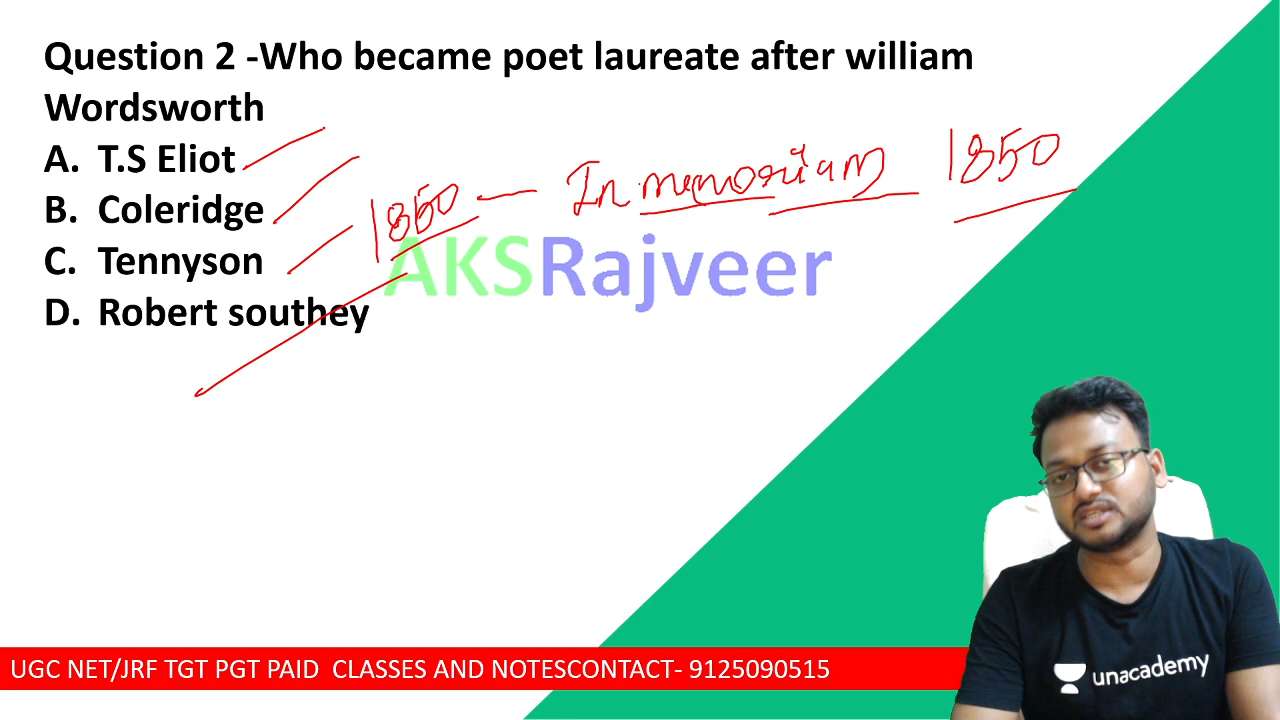 Question 2 -Who became poet laureate after william
Wordsworth
A. T.S Eliot
B. Coleridge
C. Tennyson
D. Robert southey
1850 — In memoriam 1850
AKSRajveer
UGC NET/JRF TGT PGT PAID CLASSES AND NOTESCONTACT- 9125090515
unacademy